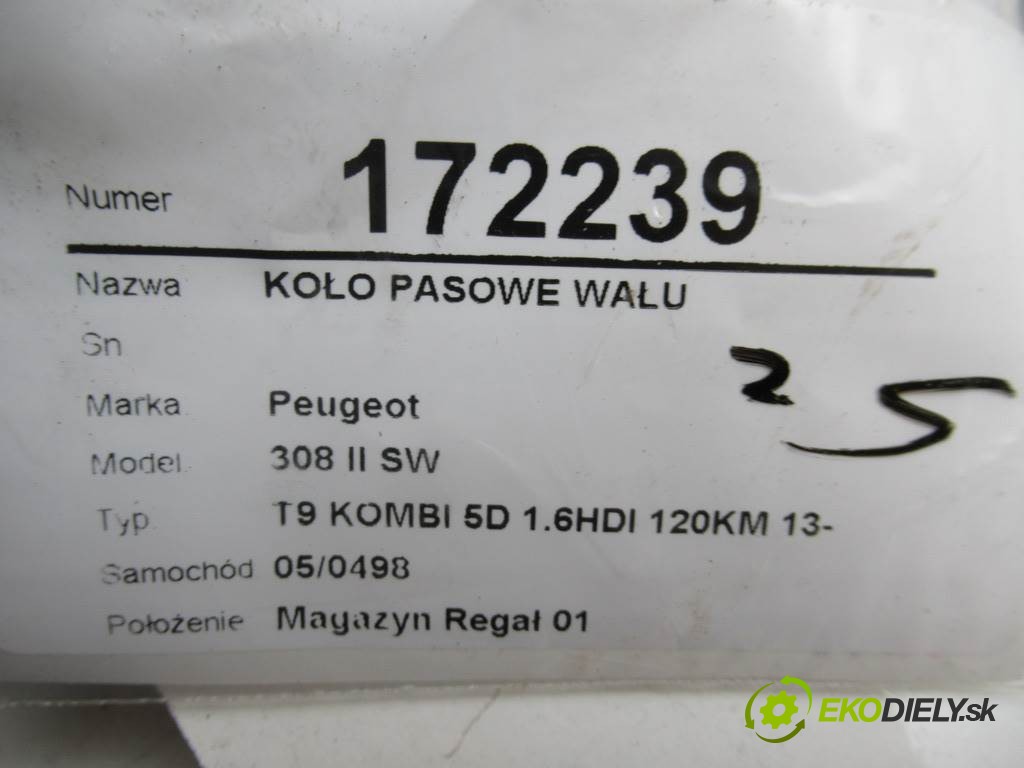 Numer 172239
Nazwa KOŁO PASOWE WAŁU
Sn
Marka Peugeot
Model 308 II SW
Typ T9 KOMBI 5D 1.6HDI 120KM 13-
Samochód 05/0498
Położenie Magazyn Regał 01
25
EKODIELY.sk